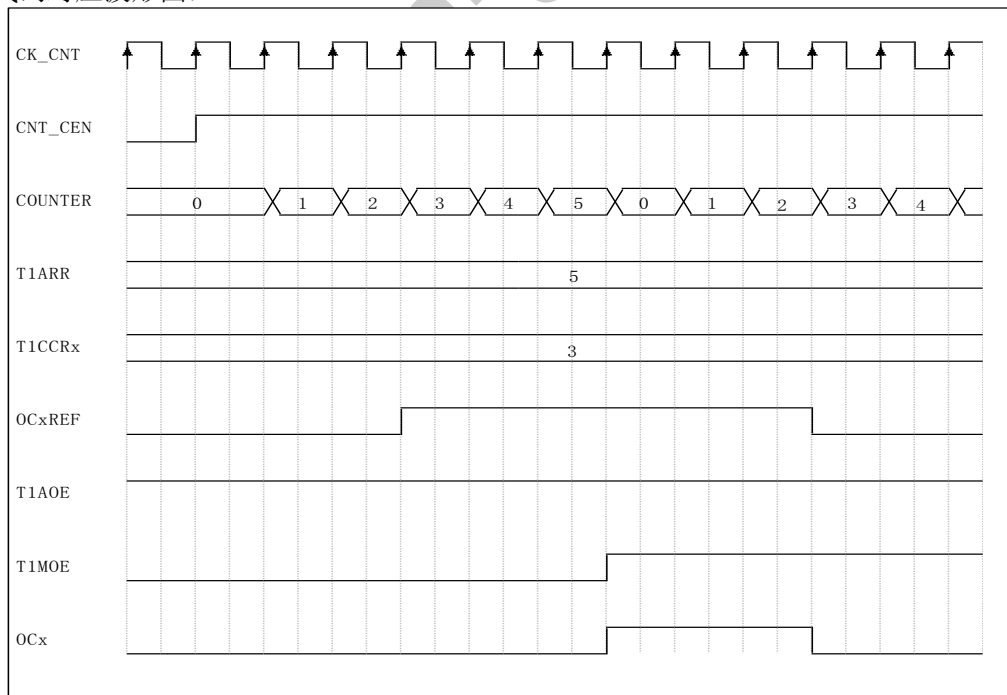 CK_CNT
CNT_CEN
COUNTER 0 1 2 3 4 5 0 1 2 3 4
T1ARR 5
T1CCRx 3
OCxREF
T1AOE
T1MOE
OCx